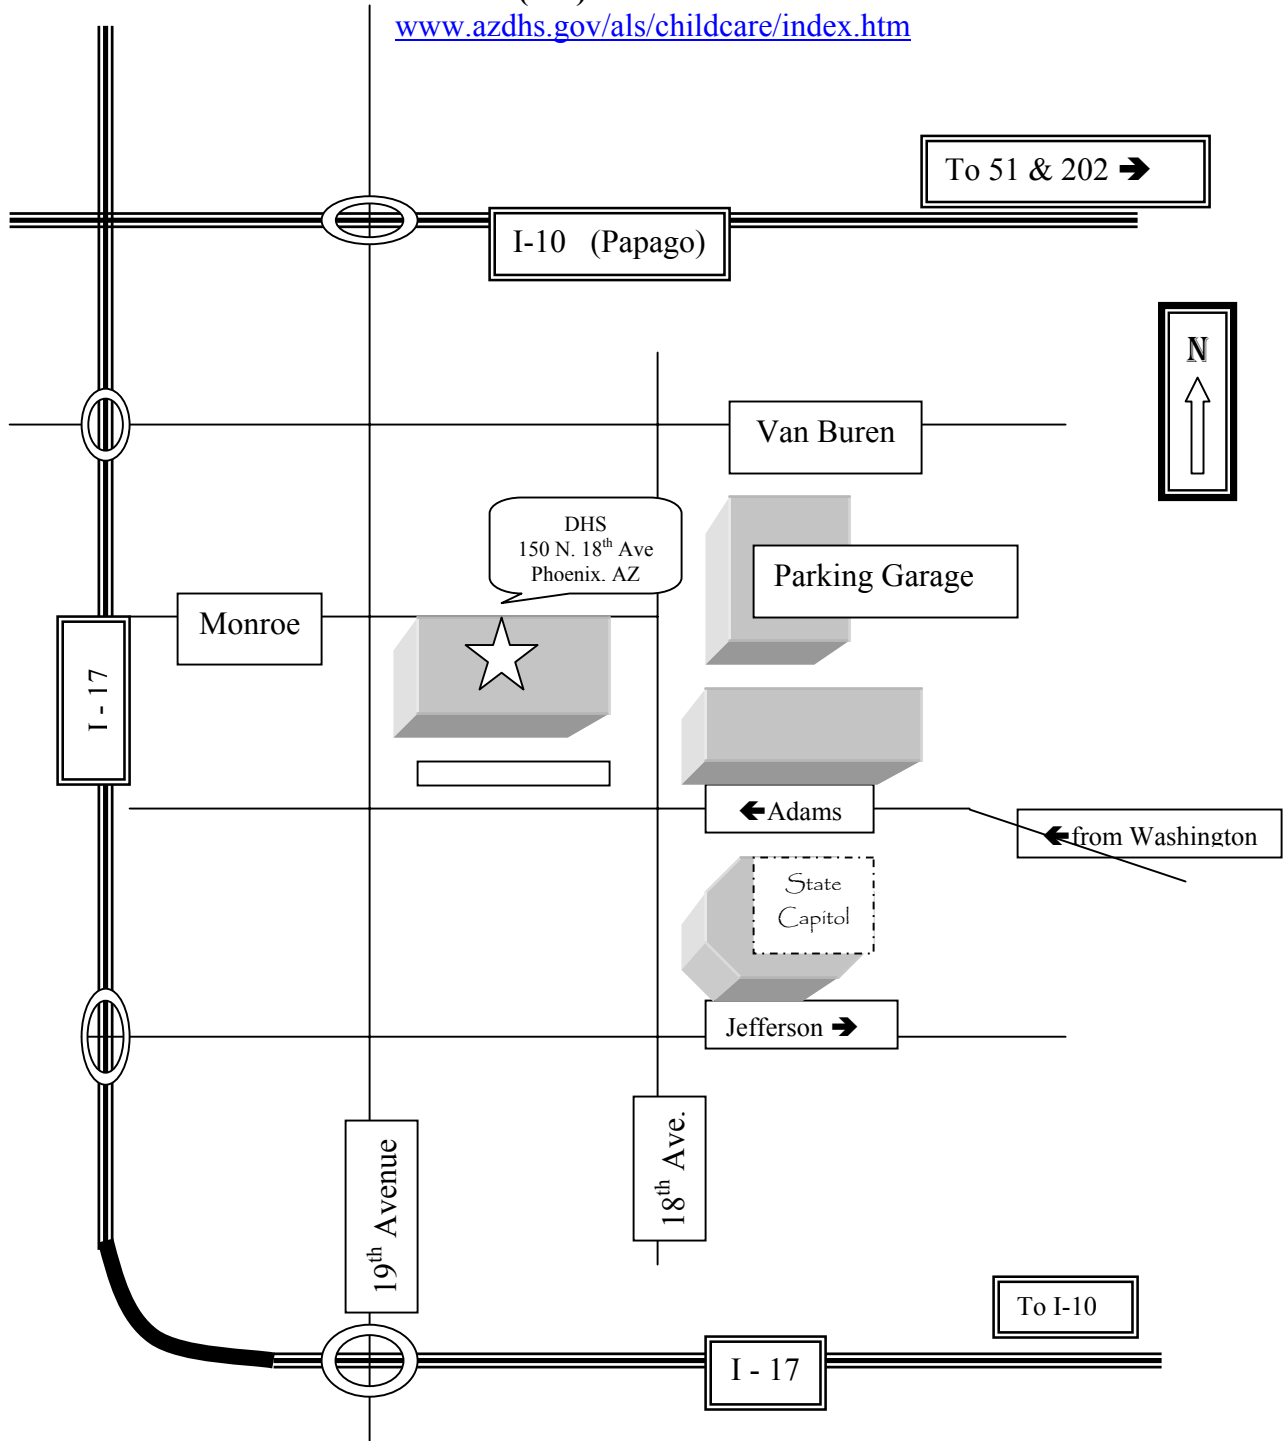 www.azdhs.gov/als/childcare/index.htm
To 51 & 202 🡺
I-10 (Papago)
N
Van Buren
DHS
150 N. 18th Ave
Phoenix, AZ
Parking Garage
Monroe
I - 17
🡸 Adams
🡸 from Washington
State
Capitol
Jefferson 🡺
19th Avenue
18th Ave.
To I-10
I - 17